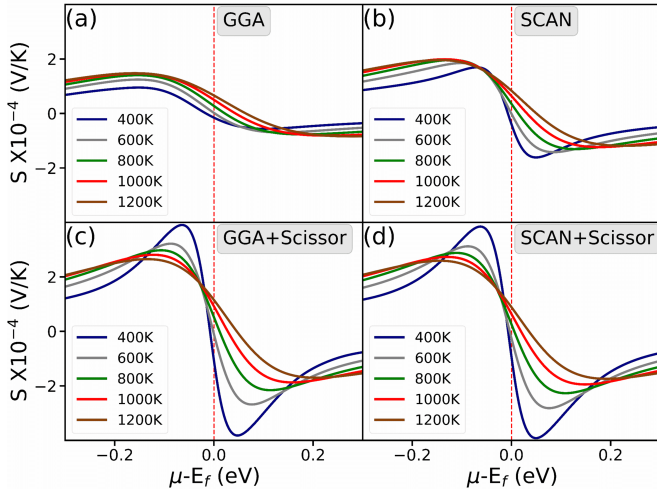 (a) GGA
(b) SCAN
S X10⁻⁴ (V/K)
2
0
−2
400K
600K
800K
1000K
1200K
400K
600K
800K
1000K
1200K
(c) GGA+Scissor
(d) SCAN+Scissor
S X10⁻⁴ (V/K)
2
0
−2
400K
600K
800K
1000K
1200K
400K
600K
800K
1000K
1200K
−0.2 0.0 0.2
−0.2 0.0 0.2
μ-E_f (eV)
μ-E_f (eV)